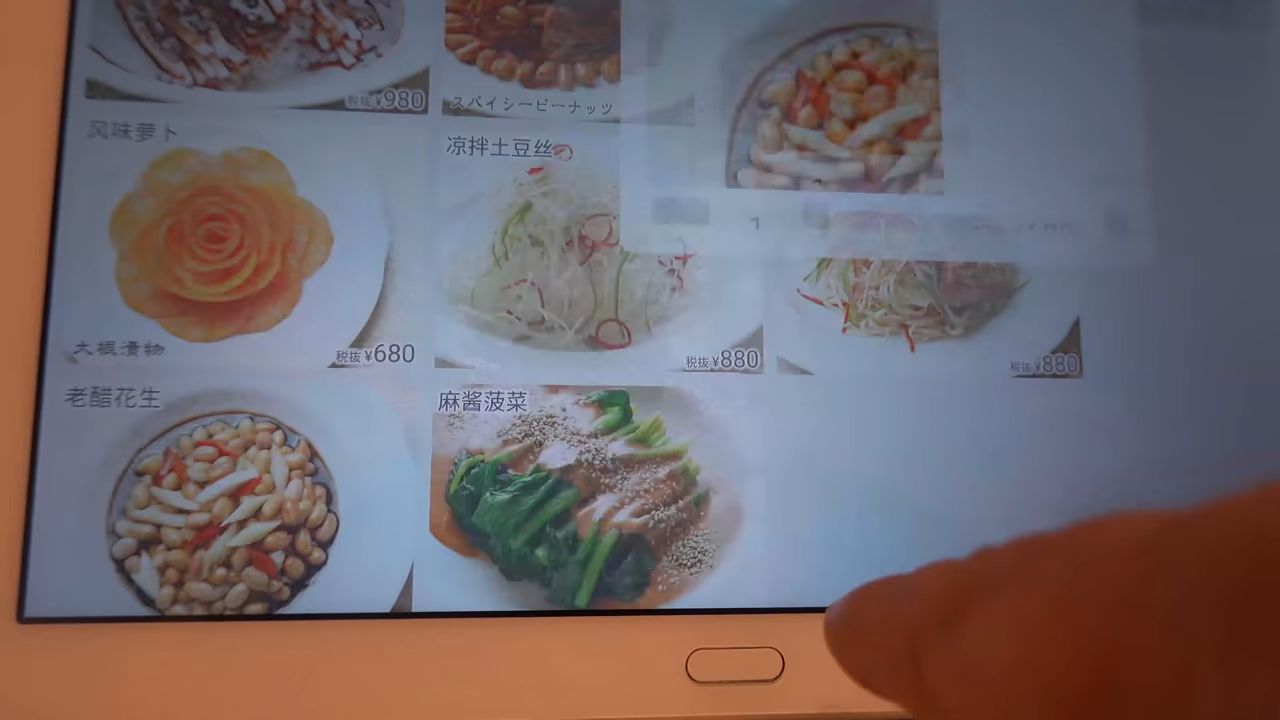 税抜¥980
スパイシーピーナッツ
风味萝卜
凉拌土豆丝
1
大根漬物
税抜¥680
税抜¥880
税抜¥880
老醋花生
麻酱菠菜